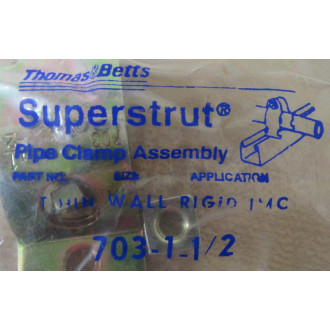 Thomas & Betts
Superstrut®
Pipe Clamp Assembly
PART NO. SIZE APPLICATION
THIN WALL RIGID IMC
703-1-1/2